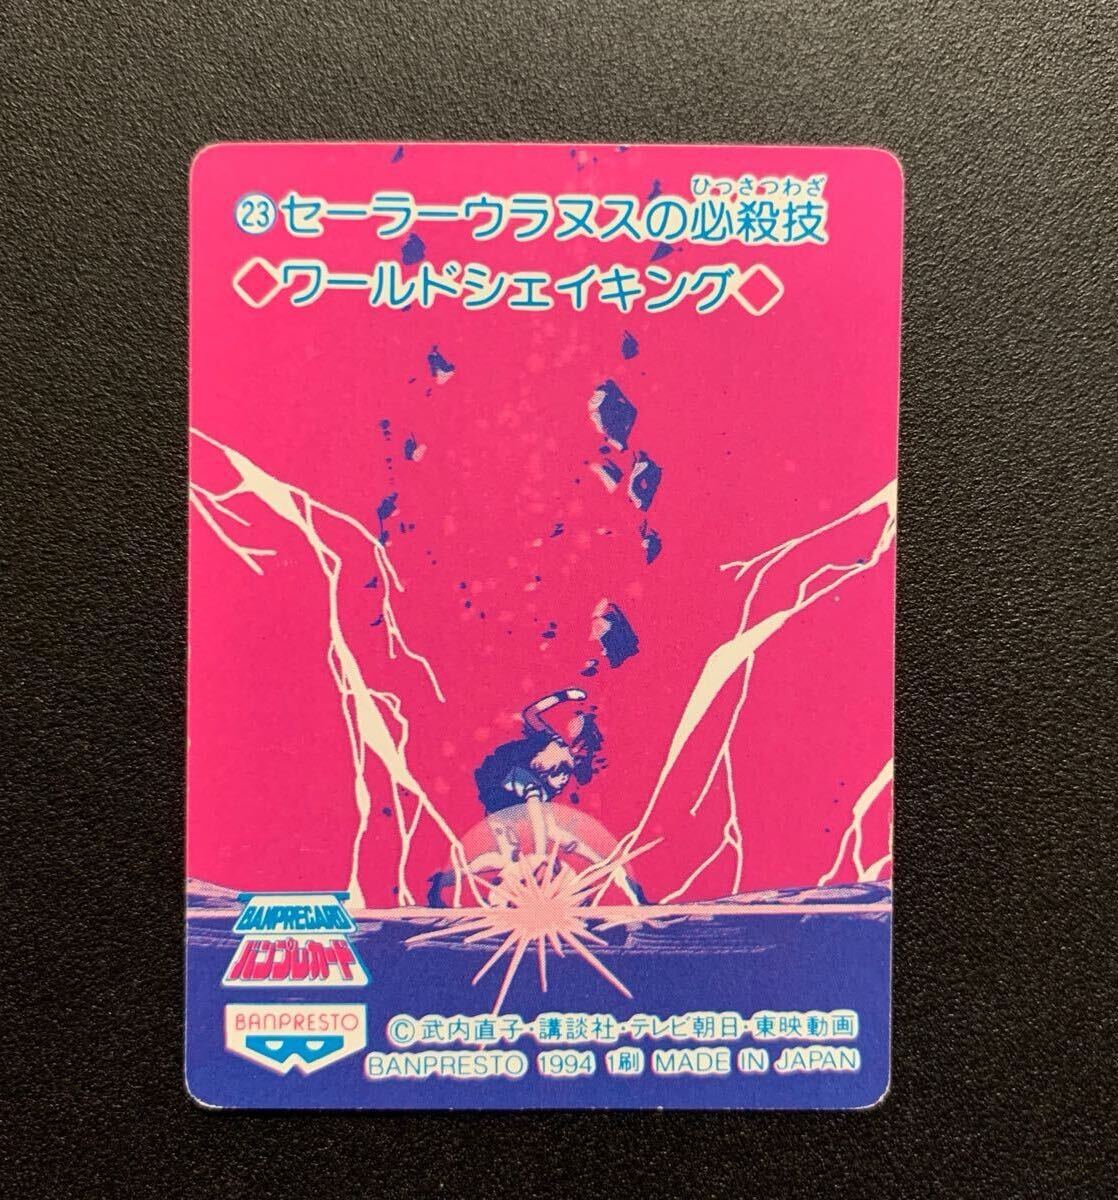 ひっさつわざ
㉓セーラーウラヌスの必殺技
◇ワールドシェイキング◇
BANPRECARD
バンプレカード
BANPRESTO
©武内直子・講談社・テレビ朝日・東映動画
BANPRESTO 1994 1刷 MADE IN JAPAN